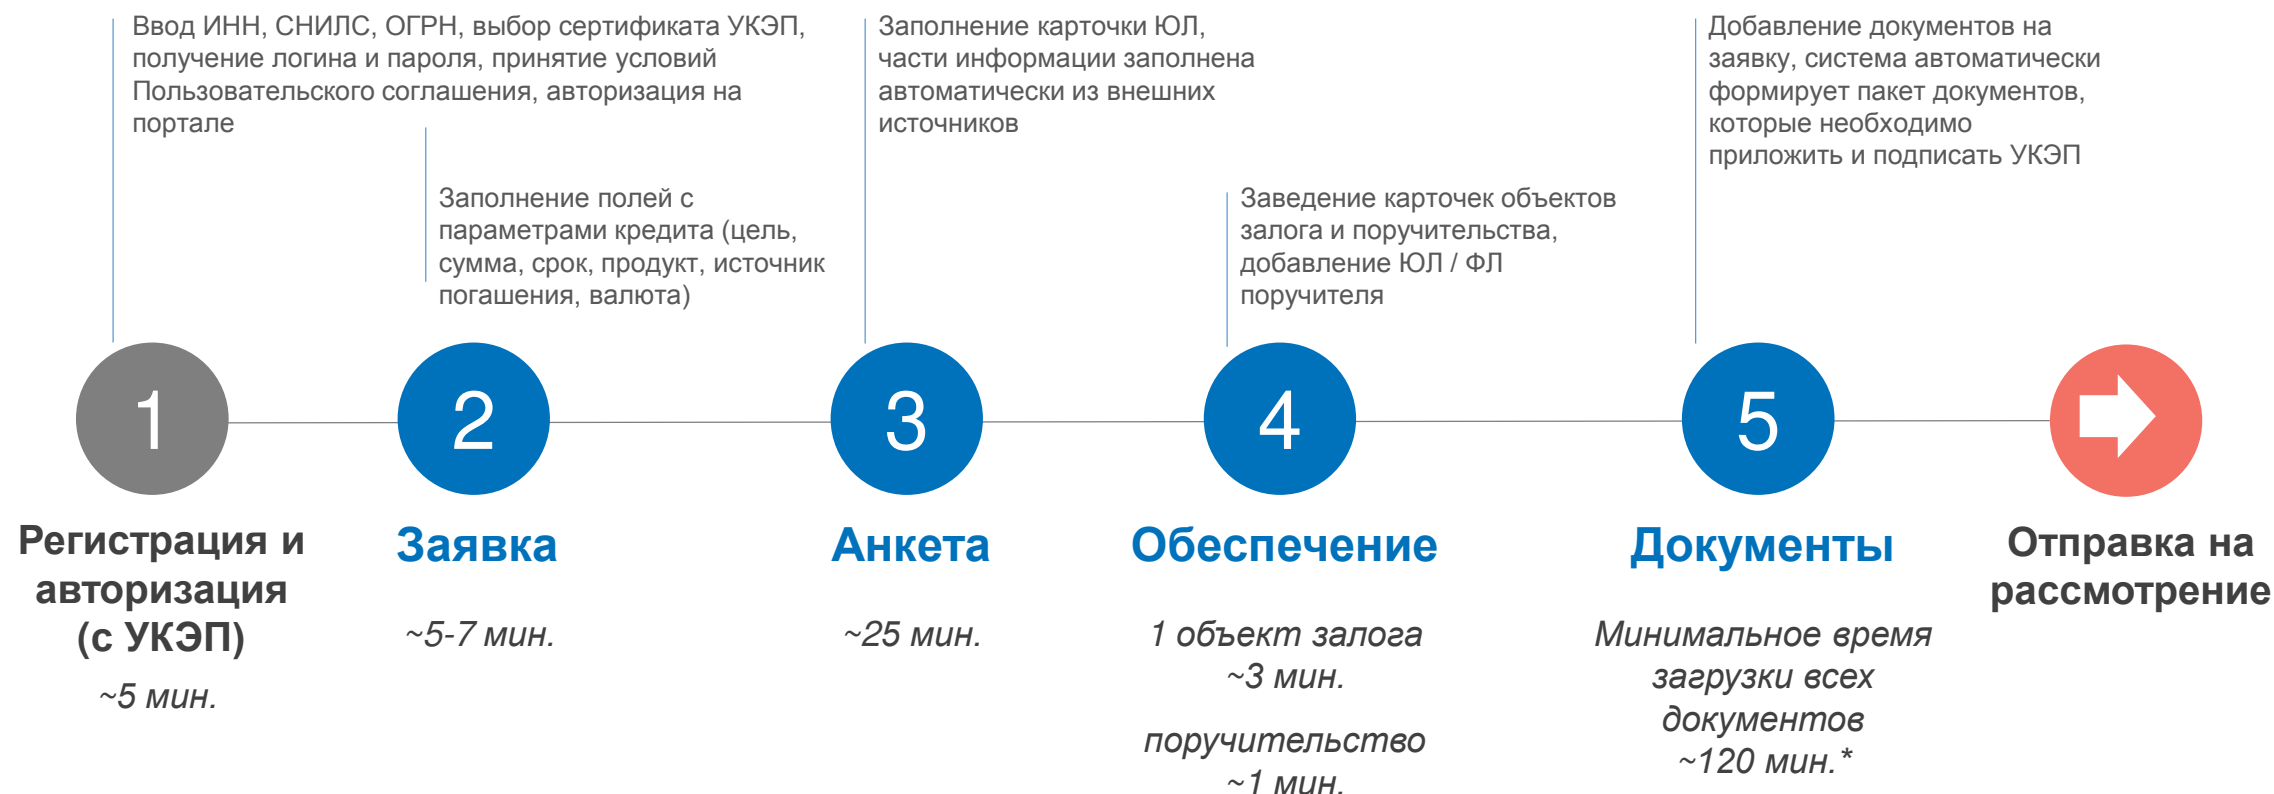 Ввод ИНН, СНИЛС, ОГРН, выбор сертификата УКЭП,
получение логина и пароля, принятие условий
Пользовательского соглашения, авторизация на
портале
Заполнение полей с
параметрами кредита (цель,
сумма, срок, продукт, источник
погашения, валюта)
Заполнение карточки ЮЛ,
части информации заполнена
автоматически из внешних
источников
Заведение карточек объектов
залога и поручительства,
добавление ЮЛ / ФЛ
поручителя
Добавление документов на
заявку, система автоматически
формирует пакет документов,
которые необходимо
приложить и подписать УКЭП
1
2
3
4
5
Регистрация и
авторизация
(с УКЭП)
~5 мин.
Заявка
~5-7 мин.
Анкета
~25 мин.
Обеспечение
1 объект залога
~3 мин.
поручительство
~1 мин.
Документы
Минимальное время
загрузки всех
документов
~120 мин.*
Отправка на
рассмотрение